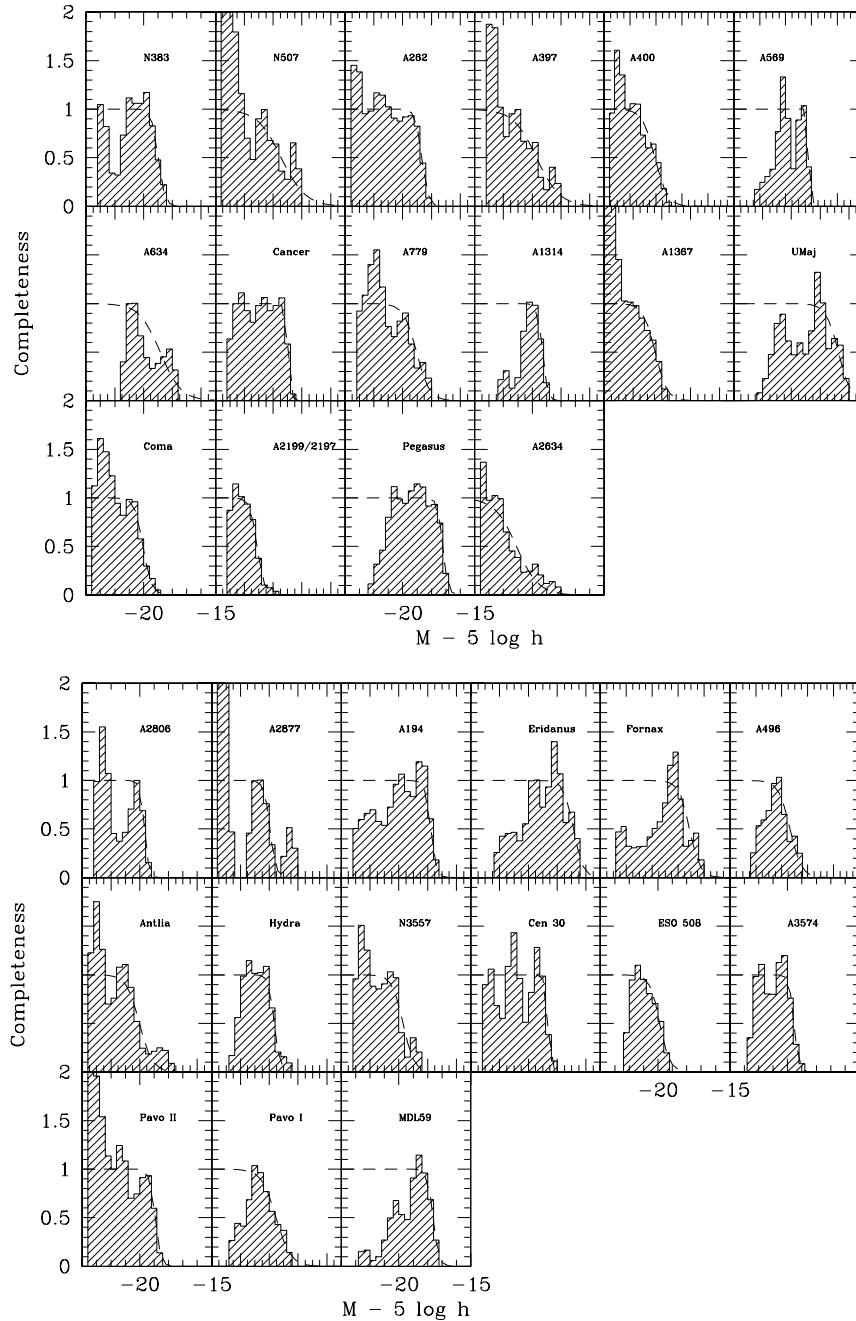 2
1.5
1
0.5
0
N383
N507
A262
A397
A400
A569
A634
Cancer
A779
A1314
A1367
UMaj
2
1.5
1
0.5
0
Coma
A2199/2197
Pegasus
A2634
Completeness
−20
−15
−20
−15
M − 5 log h
2
1.5
1
0.5
0
A2806
A2877
A194
Eridanus
Fornax
A496
Antlia
Hydra
N3557
Cen 30
ESO 508
A3574
−20
−15
2
1.5
1
0.5
0
Pavo II
Pavo I
MDL59
Completeness
−20
−15
−20
−15
M − 5 log h